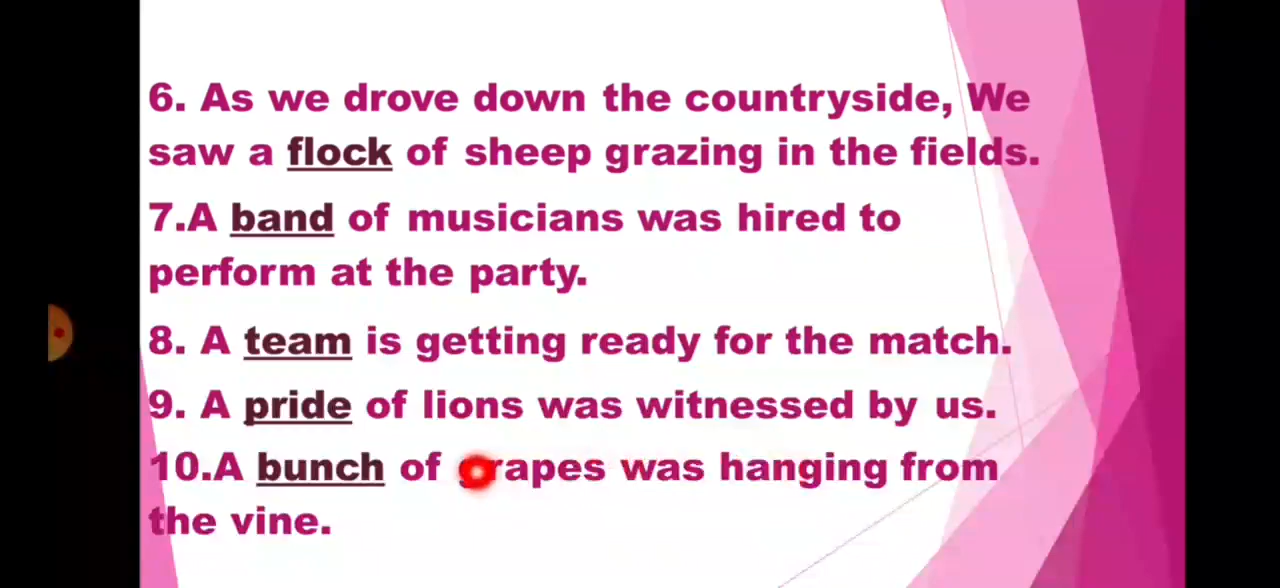 6. As we drove down the countryside, We
saw a flock of sheep grazing in the fields.
7.A band of musicians was hired to
perform at the party.
8. A team is getting ready for the match.
9. A pride of lions was witnessed by us.
10.A bunch of grapes was hanging from
the vine.